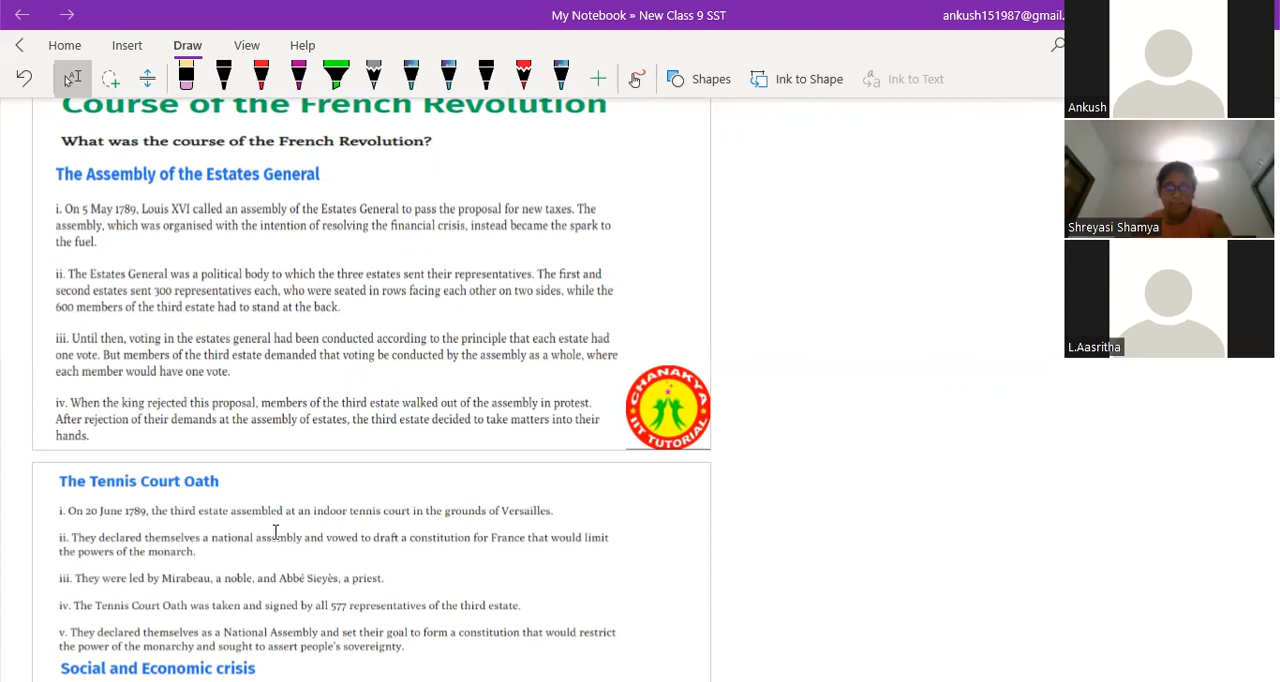 My Notebook » New Class 9 SST
ankush151987@gmail.
Home Insert Draw View Help
Shapes Ink to Shape Ink to Text
Ankush
Shreyasi Shamya
L.Aasritha
Course of the French Revolution
What was the course of the French Revolution?
The Assembly of the Estates General
i. On 5 May 1789, Louis XVI called an assembly of the Estates General to pass the proposal for new taxes. The
assembly, which was organised with the intention of resolving the financial crisis, instead became the spark to
the fuel.
ii. The Estates General was a political body to which the three estates sent their representatives. The first and
second estates sent 300 representatives each, who were seated in rows facing each other on two sides, while the
600 members of the third estate had to stand at the back.
iii. Until then, voting in the estates general had been conducted according to the principle that each estate had
one vote. But members of the third estate demanded that voting be conducted by the assembly as a whole, where
each member would have one vote.
iv. When the king rejected this proposal, members of the third estate walked out of the assembly in protest.
After rejection of their demands at the assembly of estates, the third estate decided to take matters into their
hands.
CHANAKYA
IIT TUTORIAL
The Tennis Court Oath
i. On 20 June 1789, the third estate assembled at an indoor tennis court in the grounds of Versailles.
ii. They declared themselves a national assembly and vowed to draft a constitution for France that would limit
the powers of the monarch.
iii. They were led by Mirabeau, a noble, and Abbé Sieyès, a priest.
iv. The Tennis Court Oath was taken and signed by all 577 representatives of the third estate.
v. They declared themselves as a National Assembly and set their goal to form a constitution that would restrict
the power of the monarchy and sought to assert people's sovereignty.
Social and Economic crisis